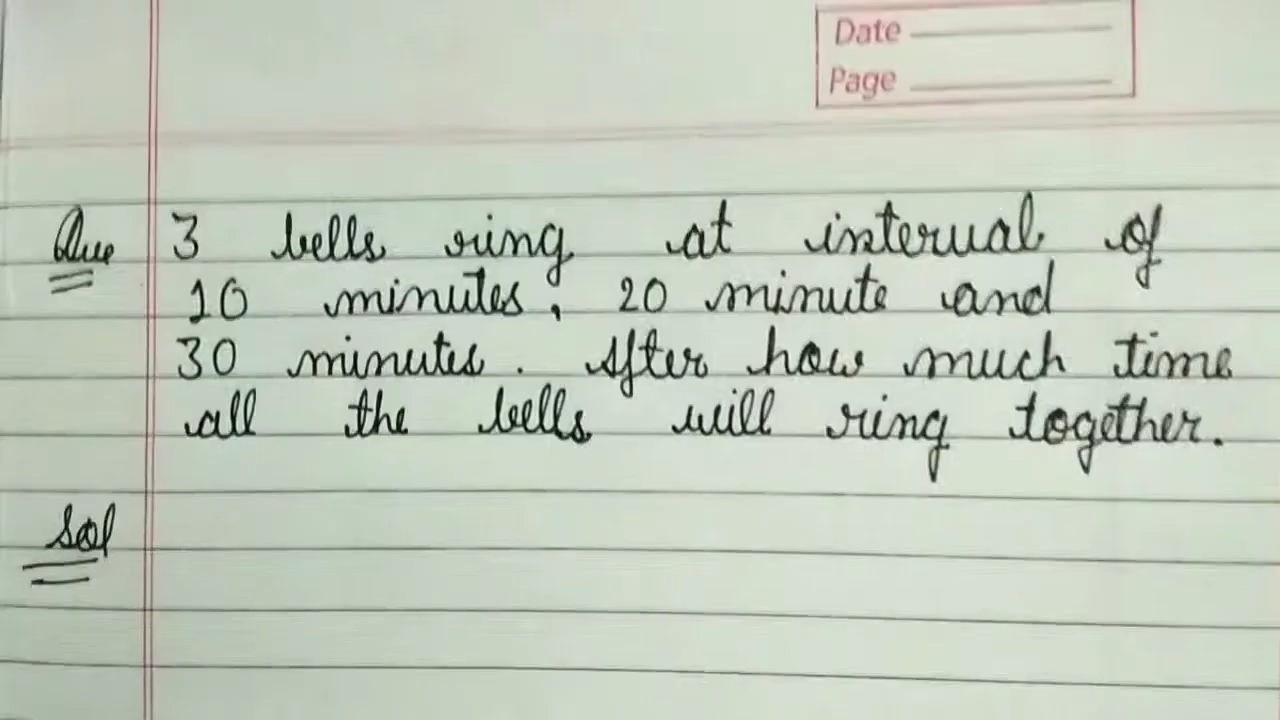 Date
Page
Que 3 bells ring at interval of
10 minutes, 20 minute and
30 minutes. After how much time
all the bells will ring together.
Sol